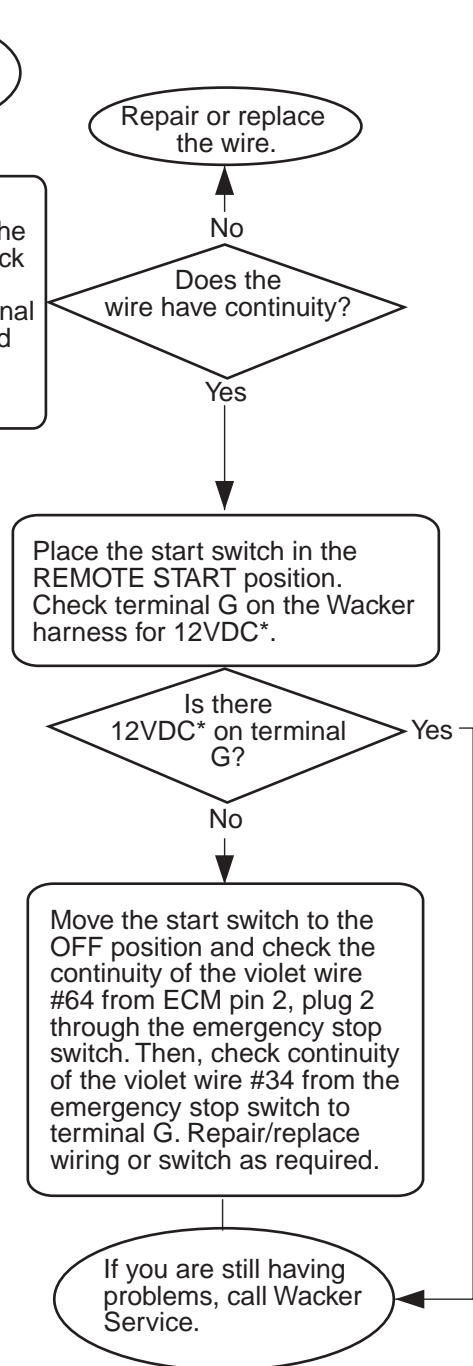 Repair or replace
the wire.
No
Does the
wire have continuity?
Yes
Place the start switch in the
REMOTE START position.
Check terminal G on the Wacker
harness for 12VDC*.
Is there
12VDC* on terminal
G?
Yes
No
Move the start switch to the
OFF position and check the
continuity of the violet wire
#64 from ECM pin 2, plug 2
through the emergency stop
switch. Then, check continuity
of the violet wire #34 from the
emergency stop switch to
terminal G. Repair/replace
wiring or switch as required.
If you are still having
problems, call Wacker
Service.